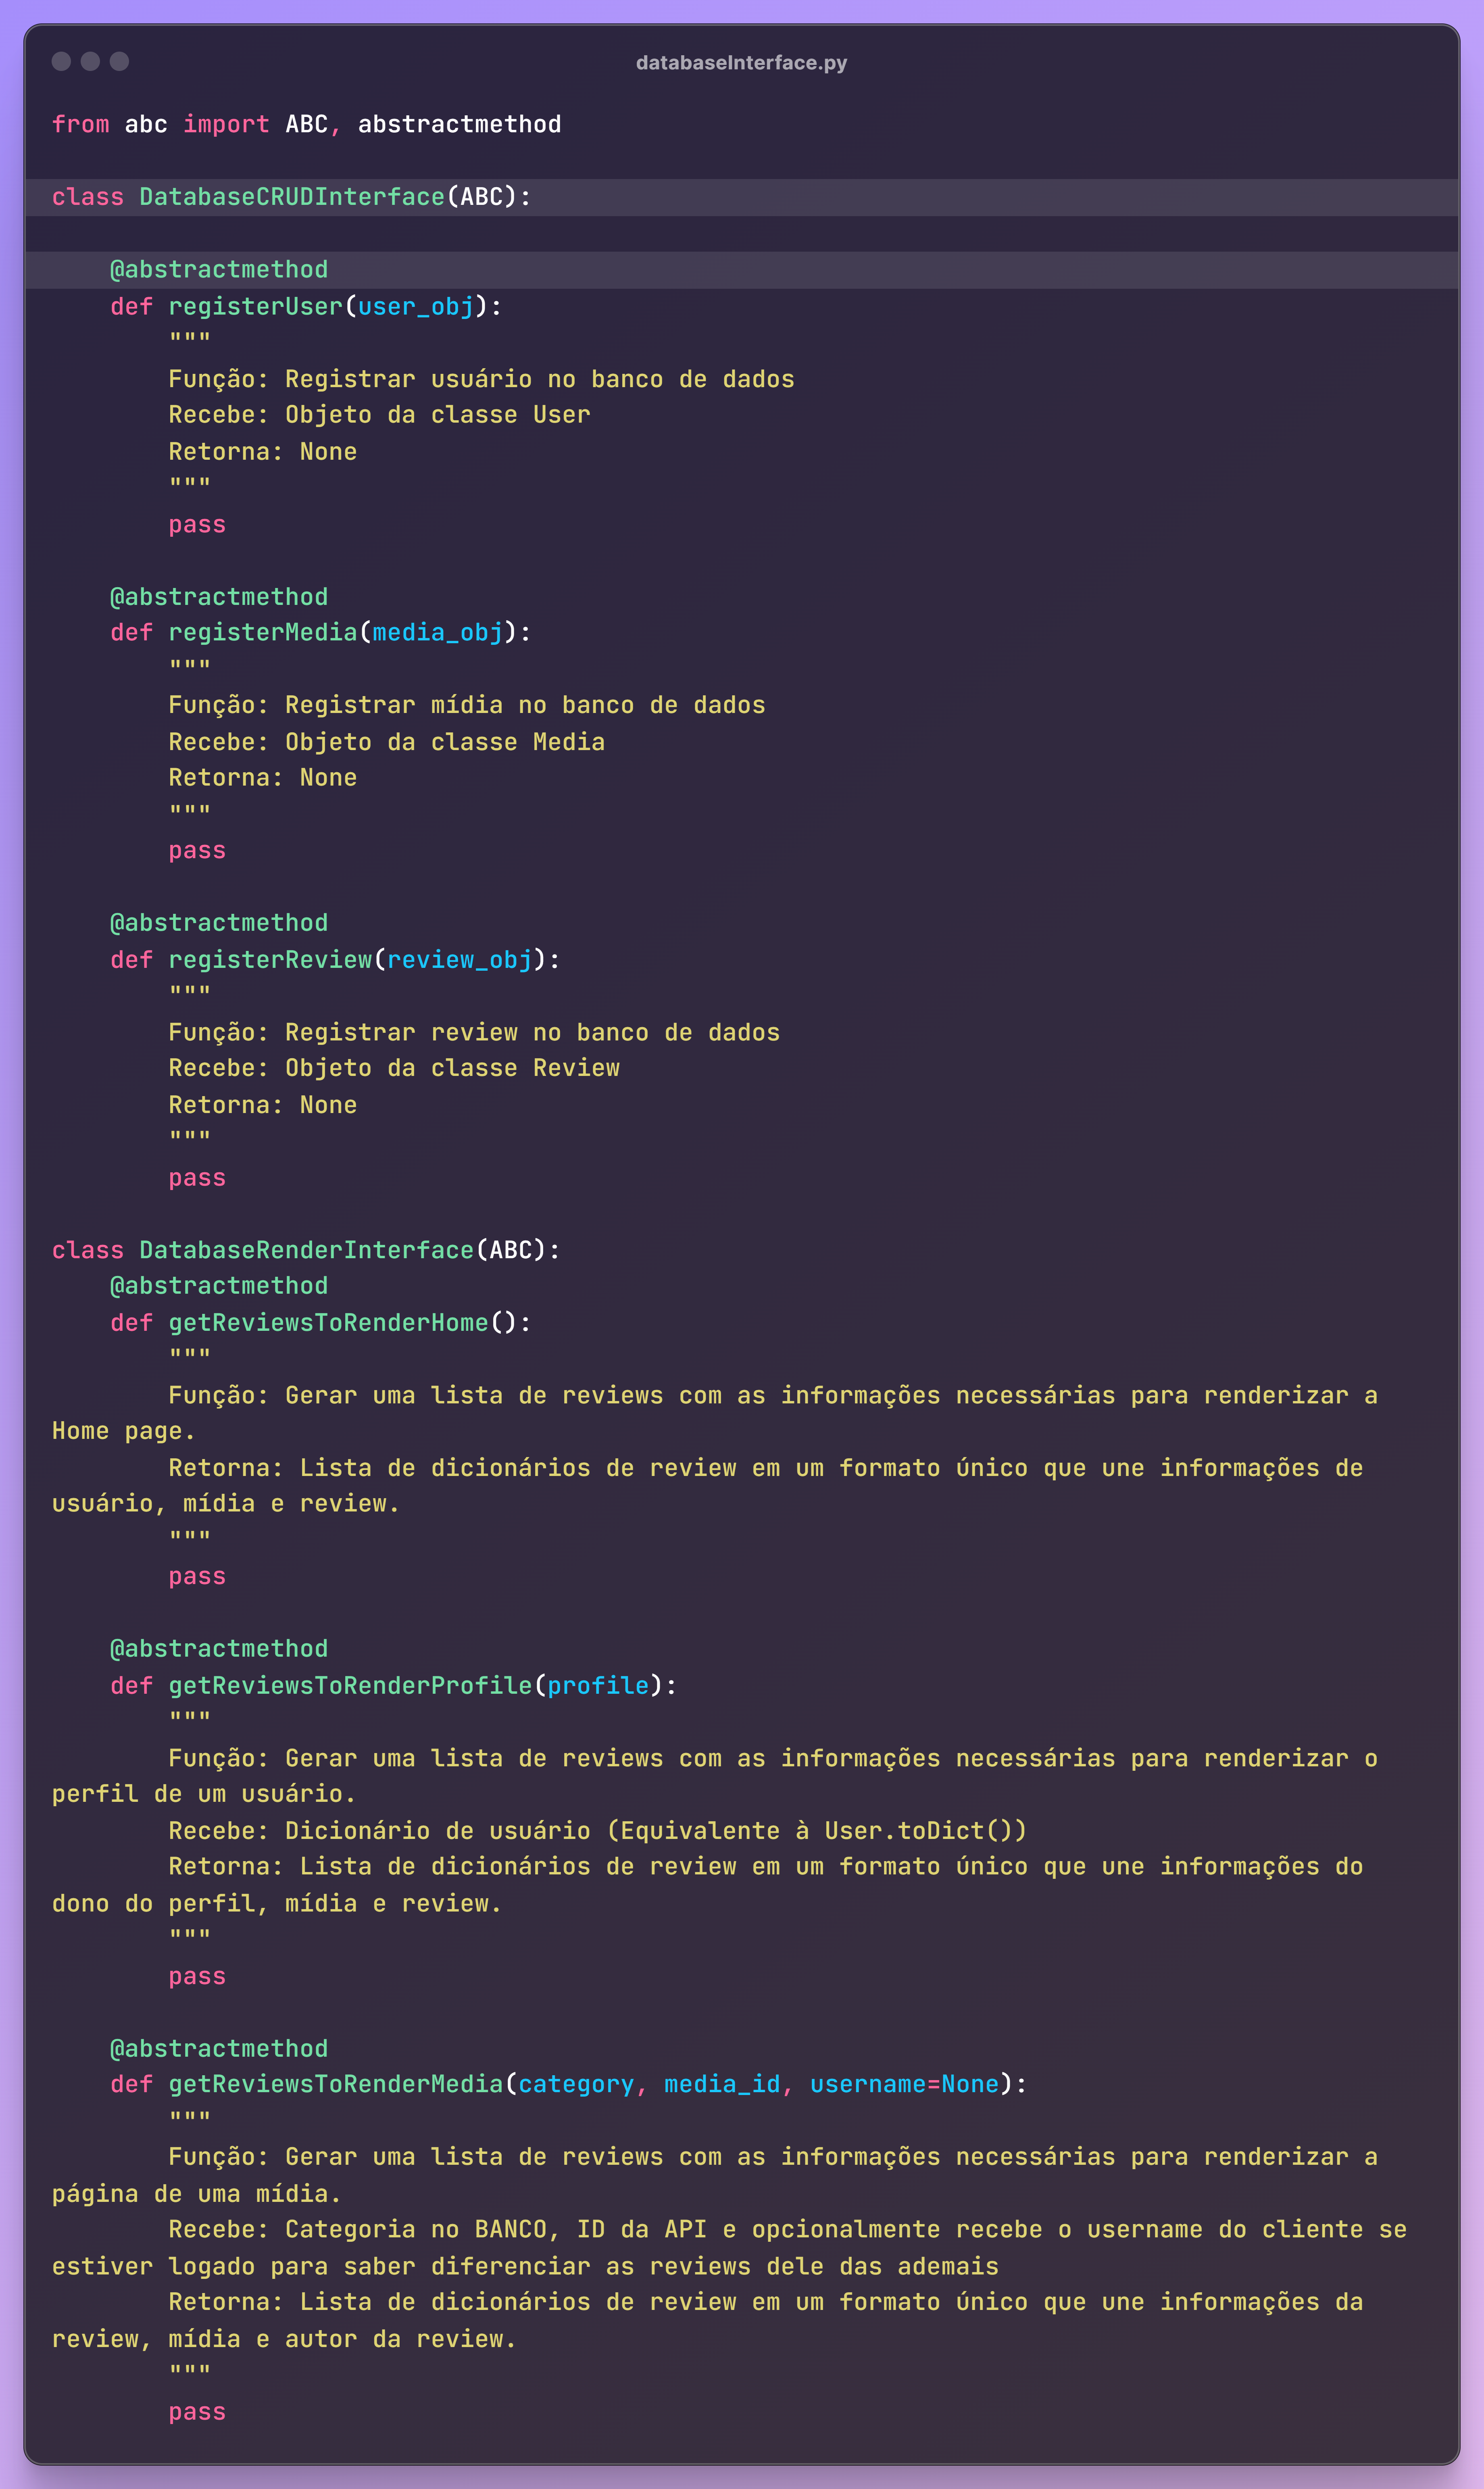 databaseInterface.py
from abc import ABC, abstractmethod
class DatabaseCRUDInterface(ABC):
@abstractmethod
def registerUser(user_obj):
"""
Função: Registrar usuário no banco de dados
Recebe: Objeto da classe User
Retorna: None
"""
pass
@abstractmethod
def registerMedia(media_obj):
"""
Função: Registrar mídia no banco de dados
Recebe: Objeto da classe Media
Retorna: None
"""
pass
@abstractmethod
def registerReview(review_obj):
"""
Função: Registrar review no banco de dados
Recebe: Objeto da classe Review
Retorna: None
"""
pass
class DatabaseRenderInterface(ABC):
@abstractmethod
def getReviewsToRenderHome():
"""
Função: Gerar uma lista de reviews com as informações necessárias para renderizar a
Home page.
Retorna: Lista de dicionários de review em um formato único que une informações de
usuário, mídia e review.
"""
pass
@abstractmethod
def getReviewsToRenderProfile(profile):
"""
Função: Gerar uma lista de reviews com as informações necessárias para renderizar o
perfil de um usuário.
Recebe: Dicionário de usuário (Equivalente à User.toDict())
Retorna: Lista de dicionários de review em um formato único que une informações do
dono do perfil, mídia e review.
"""
pass
@abstractmethod
def getReviewsToRenderMedia(category, media_id, username=None):
"""
Função: Gerar uma lista de reviews com as informações necessárias para renderizar a
página de uma mídia.
Recebe: Categoria no BANCO, ID da API e opcionalmente recebe o username do cliente se
estiver logado para saber diferenciar as reviews dele das ademais
Retorna: Lista de dicionários de review em um formato único que une informações da
review, mídia e autor da review.
"""
pass